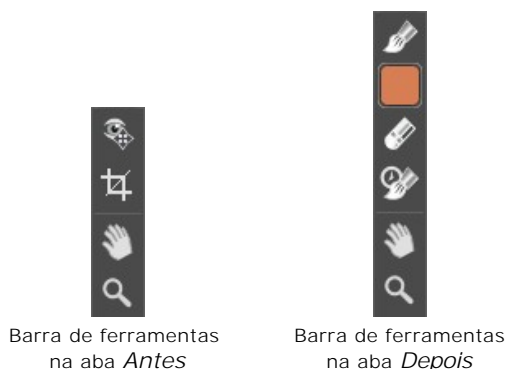 Barra de ferramentas
na aba Antes
Barra de ferramentas
na aba Depois